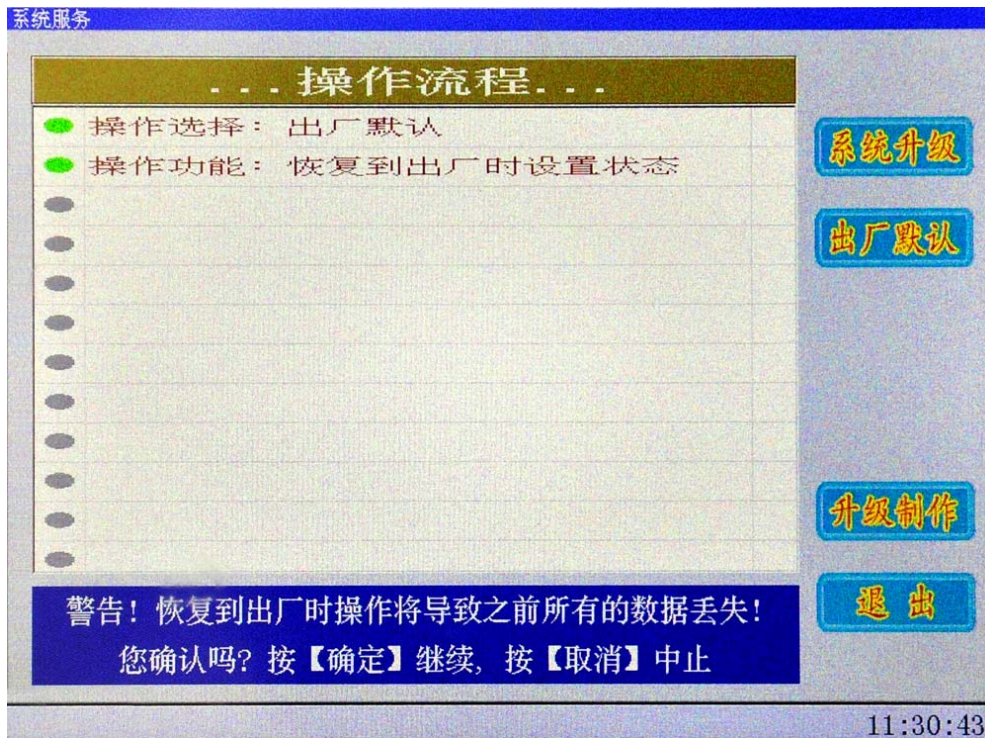 系统服务
...操作流程...
操作选择：出厂默认
操作功能：恢复到出厂时设置状态
系统升级
出厂默认
升级制作
退出
警告！恢复到出厂时操作将导致之前所有的数据丢失！
您确认吗？按【确定】继续，按【取消】中止
11:30:43